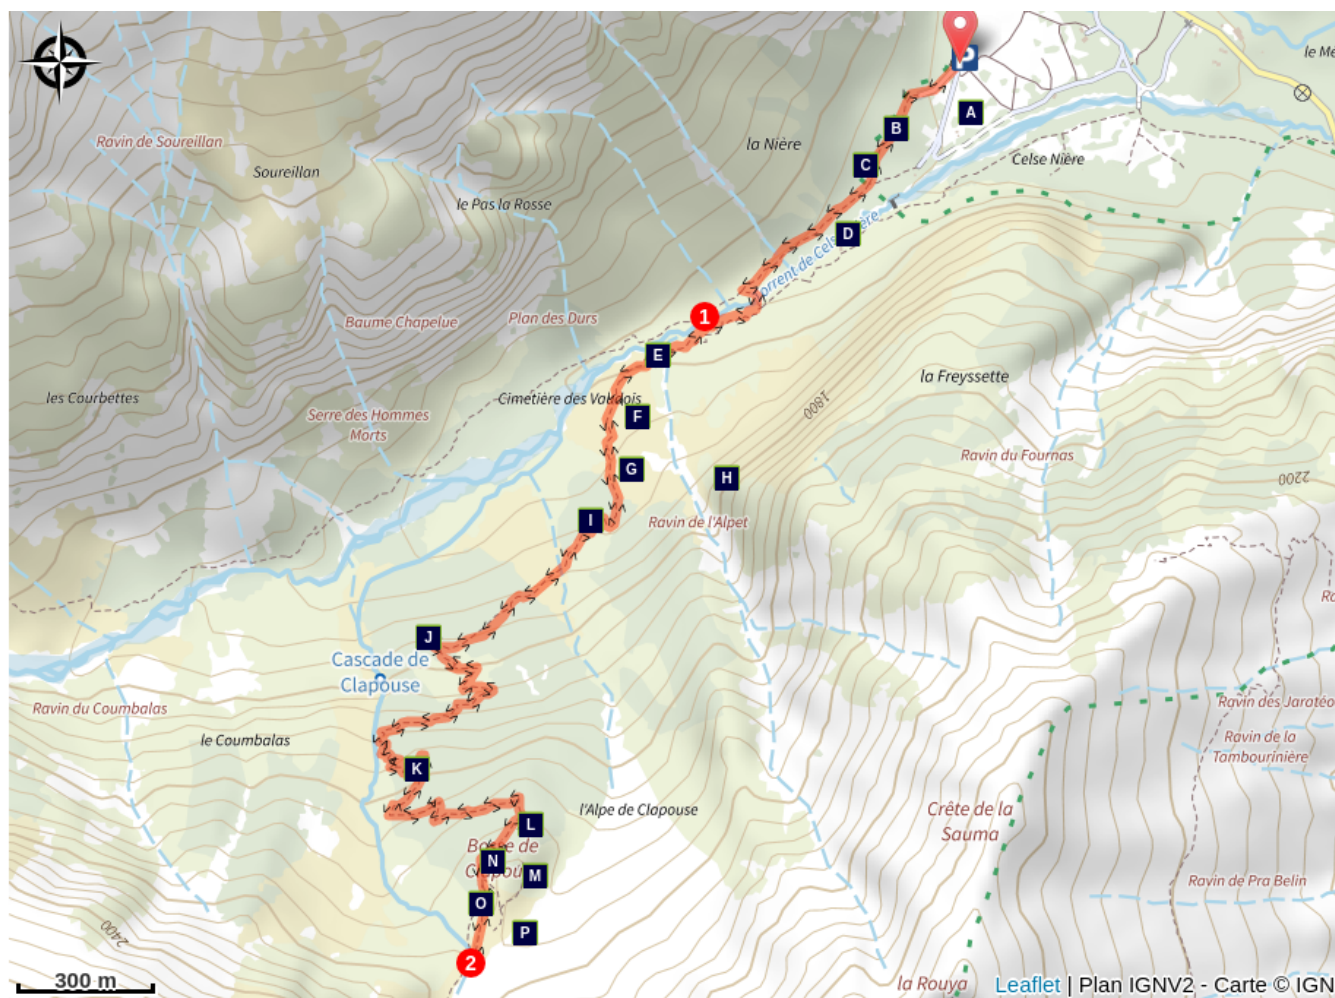 P
le Me
A
B
la Nière
Ravin de Soureillan
C
Celse Nière
Soureillan
le Pas la Rosse
D
1
Baume Chapelue
Plan des Durs
E
la Freyssette
les Courbettes
Cimetière des Vaudois
1800
Serre des Hommes
Morts
F
Ravin du Fournas
G
H
2200
I
Ravin de l'Alpet
J
Cascade de
Clapouse
Ravin du Coumbalas
Ravin des Jaratéo
le Coumbalas
Ravin de la
Tambourinière
K
l'Alpe de Clapouse
Crête de la
Sauma
L
N
M
Ravin de Pra Belin
O
P
2400
2
300 m
la Rouya
Leaflet | Plan IGNV2 - Carte © IGN